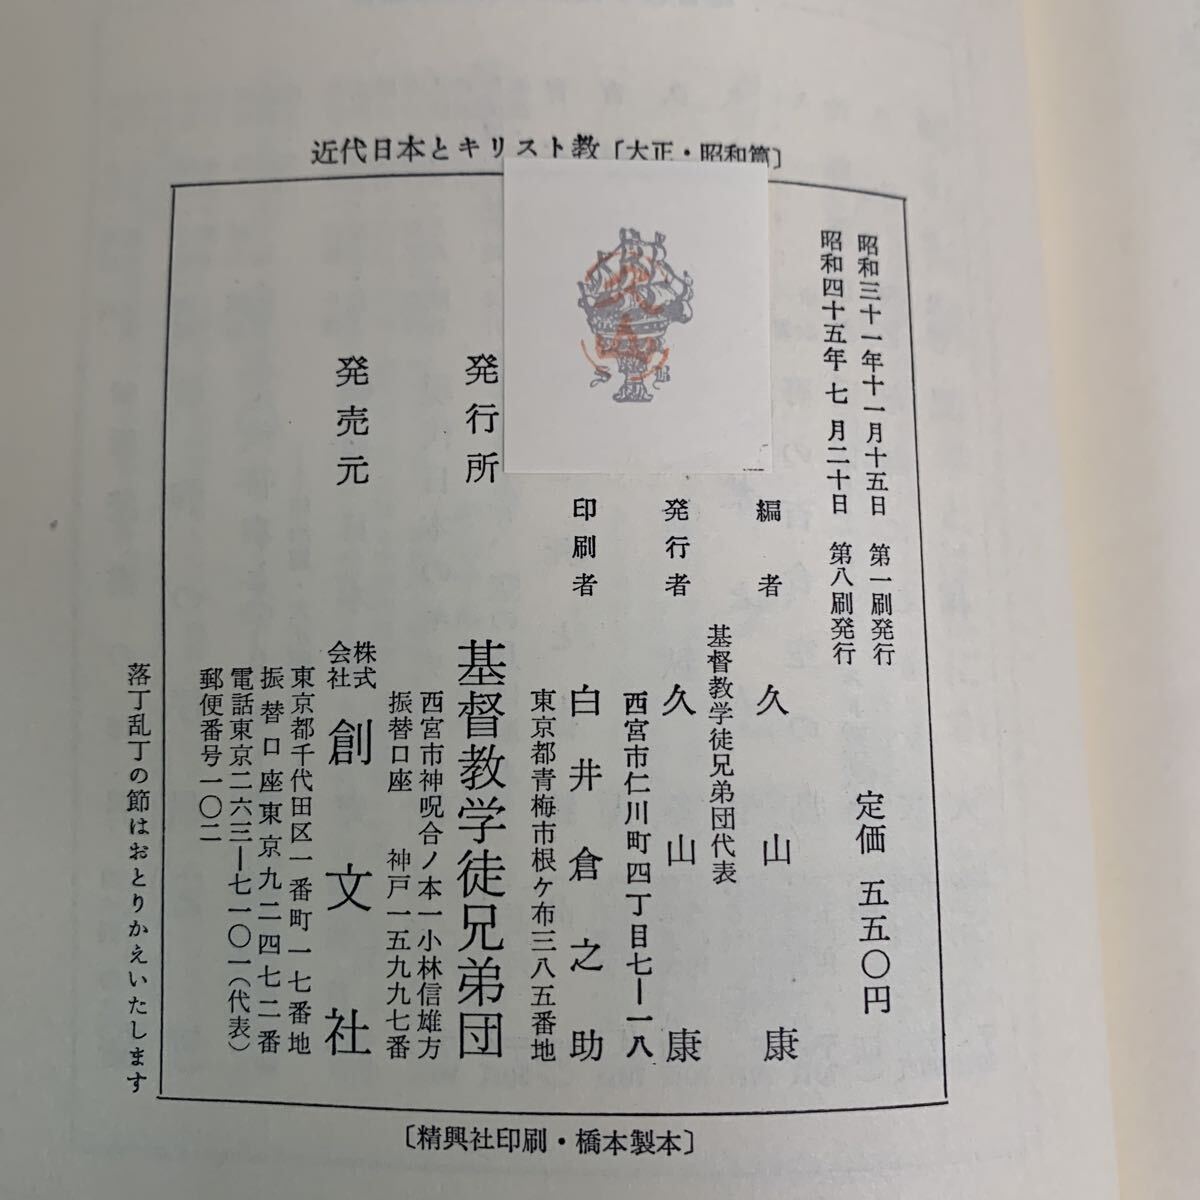 近代日本とキリスト教〔大正・昭和篇〕
昭和三十一年十一月十五日　第一刷発行
昭和四十五年七月二十日　第八刷発行
定価　五五〇円
編者　久山康
基督教学徒兄弟団代表
発行者　久山康
西宮市仁川町四丁目七ー一八
印刷者　白井倉之助
東京都青梅市根ケ布三八五番地
発行所　基督教学徒兄弟団
西宮市神呪合ノ本一小林信雄方
振替口座　神戸一五九九七番
発売元　株式会社　創文社
東京都千代田区一番町一七番地
振替口座東京九二四七二番
電話東京二六三ー七一〇一(代表)
郵便番号一〇二
落丁乱丁の節はおとりかえいたします
〔精興社印刷・橋本製本〕